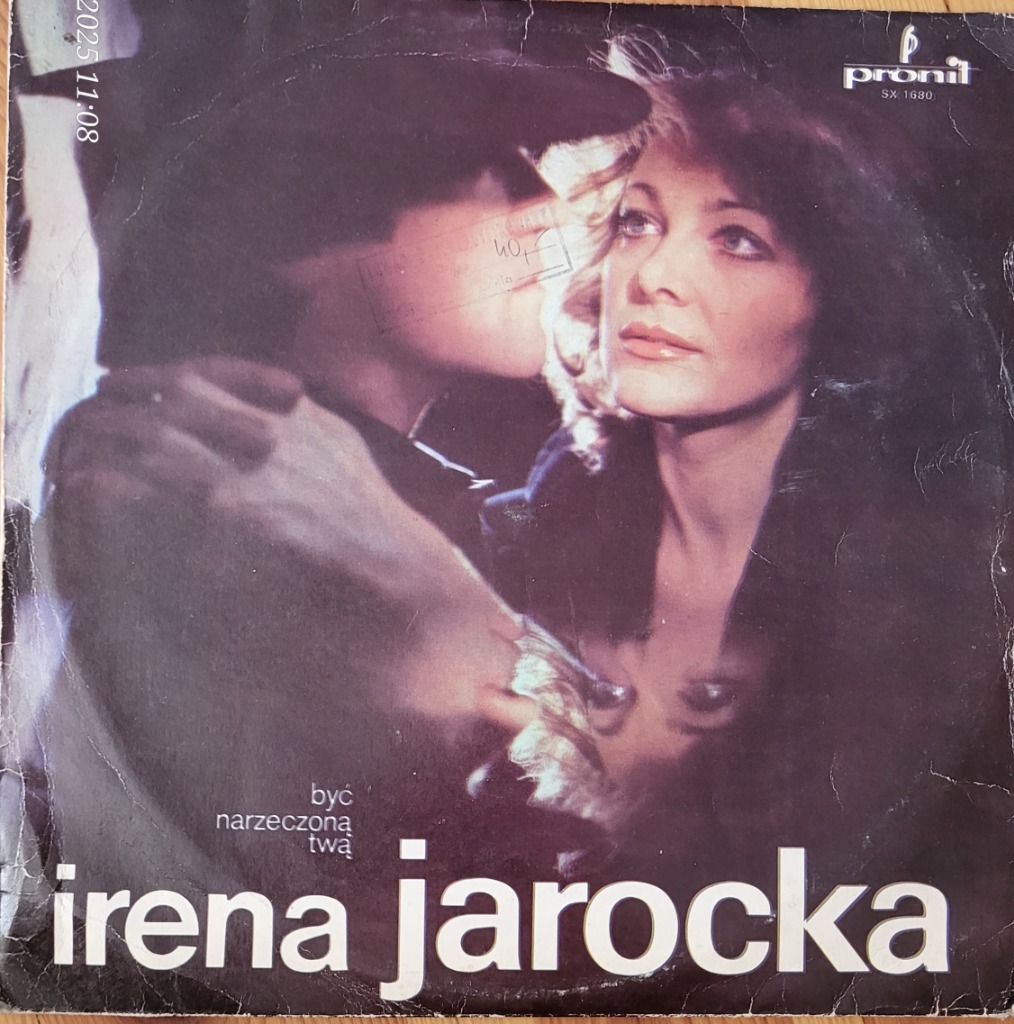 2025 11:08
pronit
SX 1680
40,-
być
narzeczoną
twą
irena jarocka